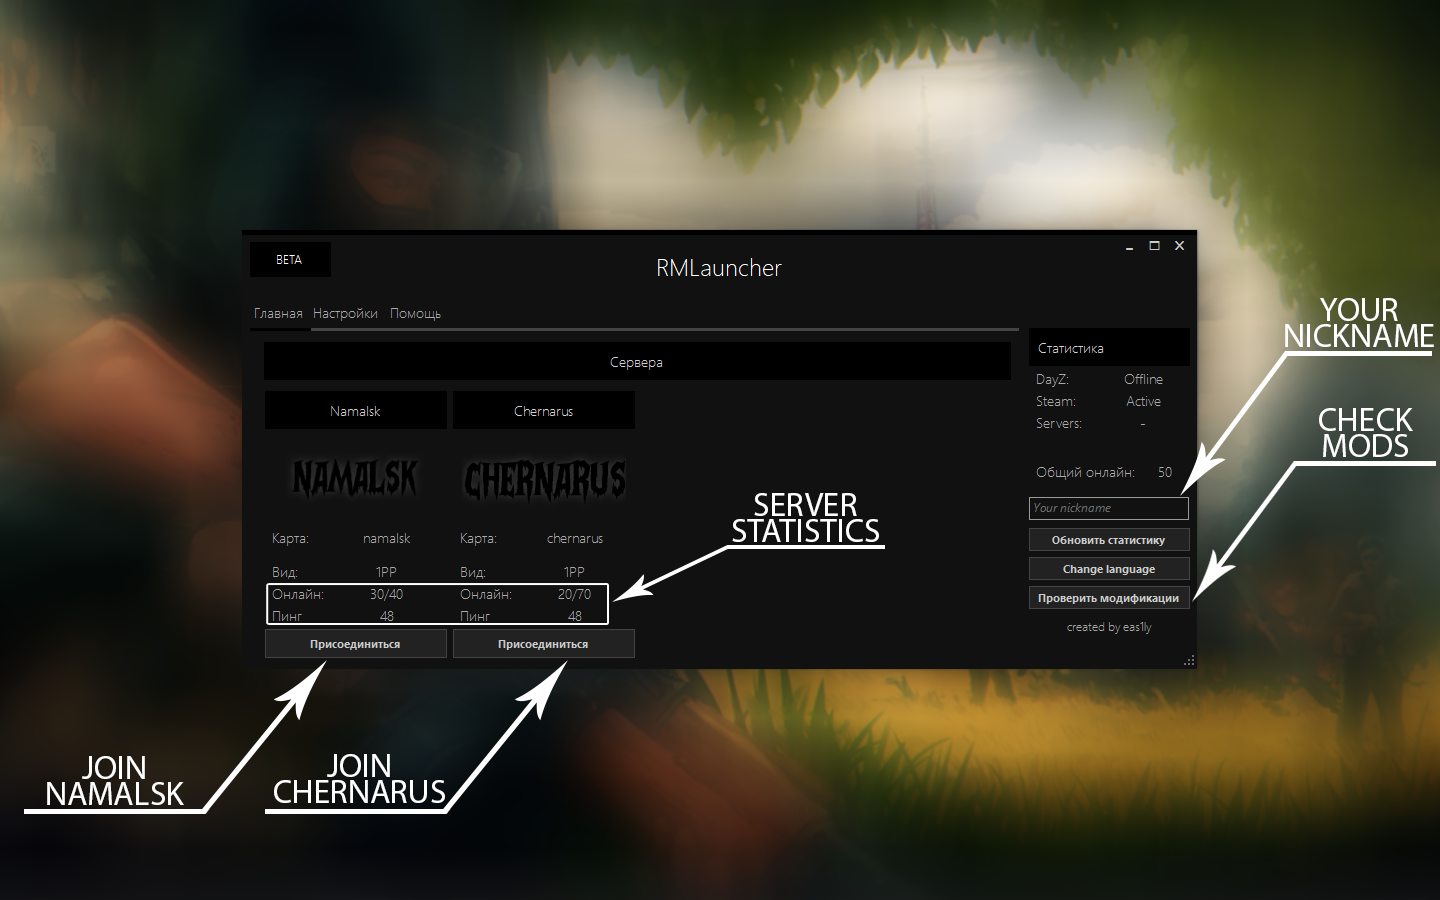 BETA
RMLauncher
Главная Настройки Помощь
Сервера
Namalsk Chernarus
NAMALSK CHERNARUS
Карта: namalsk Карта: chernarus
Вид: 1PP Вид: 1PP
Онлайн: 30/40 Онлайн: 20/70
Пинг 48 Пинг 48
Присоединиться Присоединиться
Статистика
DayZ: Offline
Steam: Active
Servers: -
Общий онлайн: 50
Your nickname
Обновить статистику
Change language
Проверить модификации
created by eas1ly
YOUR
NICKNAME
CHECK
MODS
SERVER
STATISTICS
JOIN
NAMALSK
JOIN
CHERNARUS